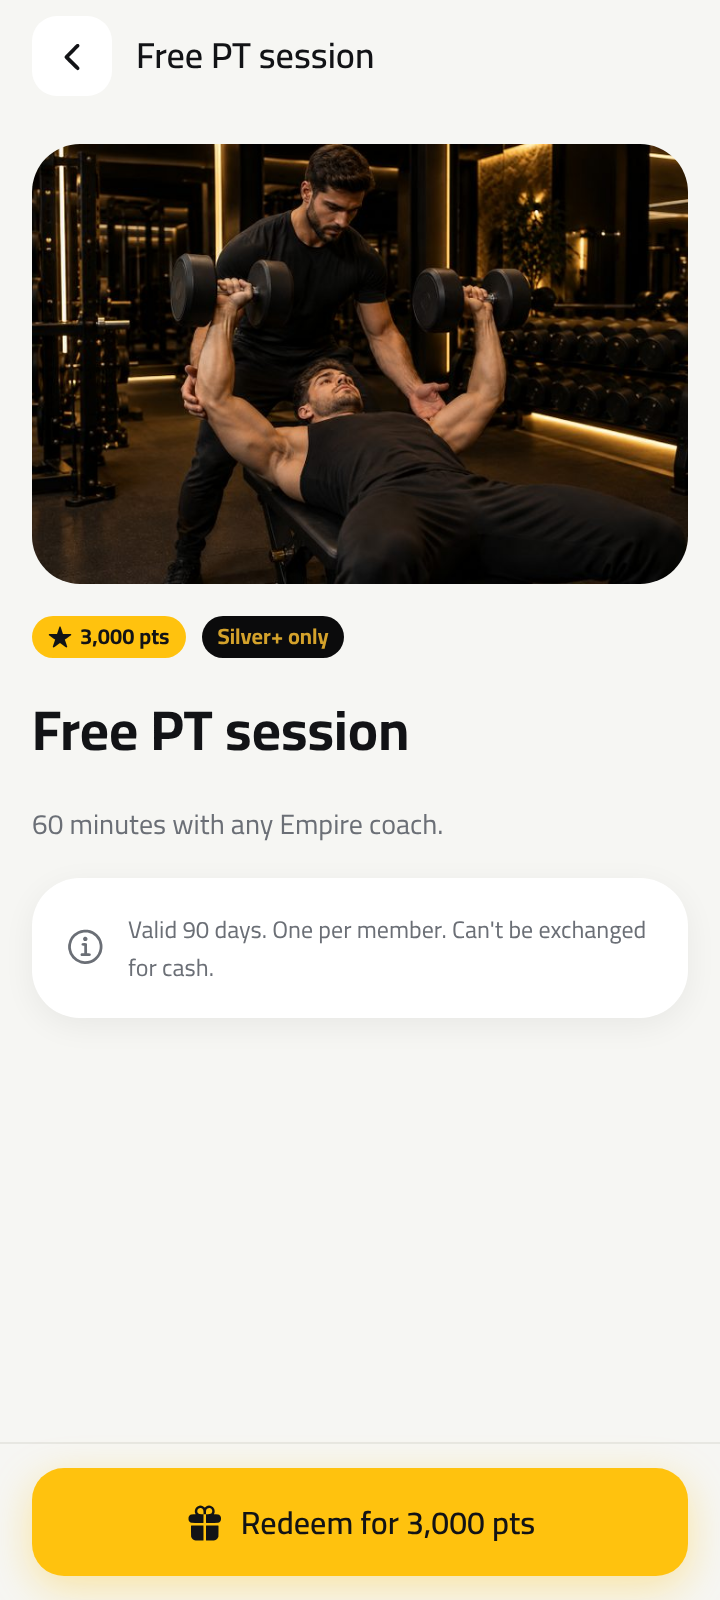 Free PT session
3,000 pts
Silver+ only
Free PT session
60 minutes with any Empire coach.
Valid 90 days. One per member. Can't be exchanged
for cash.
Redeem for 3,000 pts